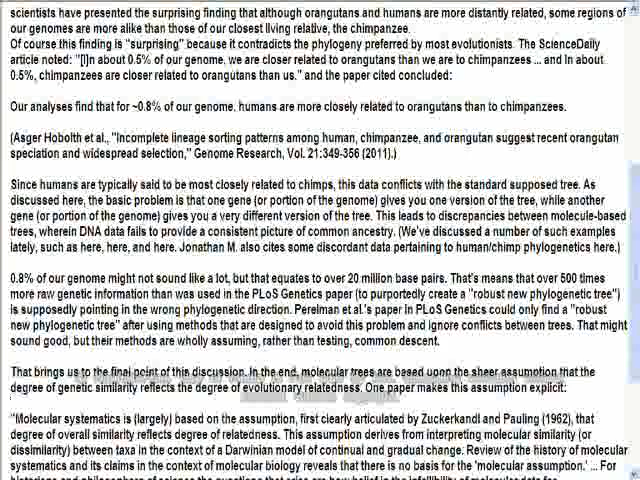 scientists have presented the surprising finding that although orangutans and humans are more distantly related, some regions of
our genomes are more alike than those of our closest living relative, the chimpanzee.
Of course this finding is "surprising" because it contradicts the phylogeny preferred by most evolutionists. The ScienceDaily
article noted: "[I]n about 0.5% of our genome, we are closer related to orangutans than we are to chimpanzees ... and in about
0.5%, chimpanzees are closer related to orangutans than us." and the paper cited concluded:
Our analyses find that for ~0.8% of our genome, humans are more closely related to orangutans than to chimpanzees.
(Asger Hobolth et al., "Incomplete lineage sorting patterns among human, chimpanzee, and orangutan suggest recent orangutan
speciation and widespread selection," Genome Research, Vol. 21:349-356 (2011).)
Since humans are typically said to be most closely related to chimps, this data conflicts with the standard supposed tree. As
discussed here, the basic problem is that one gene (or portion of the genome) gives you one version of the tree, while another
gene (or portion of the genome) gives you a very different version of the tree. This leads to discrepancies between molecule-based
trees, wherein DNA data fails to provide a consistent picture of common ancestry. (We've discussed a number of such examples
lately, such as here, here, and here. Jonathan M. also cites some discordant data pertaining to human/chimp phylogenetics here.)
0.8% of our genome might not sound like a lot, but that equates to over 20 million base pairs. That's means that over 500 times
more raw genetic information than was used in the PLoS Genetics paper (to purportedly create a "robust new phylogenetic tree")
is supposedly pointing in the wrong phylogenetic direction. Perelman et al.'s paper in PLoS Genetics could only find a "robust
new phylogenetic tree" after using methods that are designed to avoid this problem and ignore conflicts between trees. That might
sound good, but their methods are wholly assuming, rather than testing, common descent.
That brings us to the final point of this discussion. In the end, molecular trees are based upon the sheer assumption that the
degree of genetic similarity reflects the degree of evolutionary relatedness. One paper makes this assumption explicit:
"Molecular systematics is (largely) based on the assumption, first clearly articulated by Zuckerkandl and Pauling (1962), that
degree of overall similarity reflects degree of relatedness. This assumption derives from interpreting molecular similarity (or
dissimilarity) between taxa in the context of a Darwinian model of continual and gradual change. Review of the history of molecular
systematics and its claims in the context of molecular biology reveals that there is no basis for the 'molecular assumption.' ... For
historians and philosophers of science the questions that arise are how belief in the infallibility of molecular data for